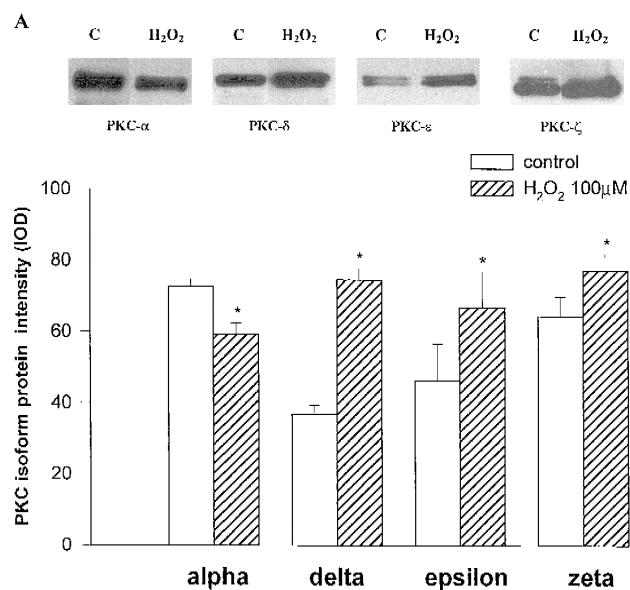 A
C H₂O₂ C H₂O₂ C H₂O₂ C H₂O₂
PKC-α PKC-δ PKC-ε PKC-ζ
control
H₂O₂ 100µM
PKC isoform protein intensity (IOD)
100
80
60
40
20
0
* * * *
alpha delta epsilon zeta